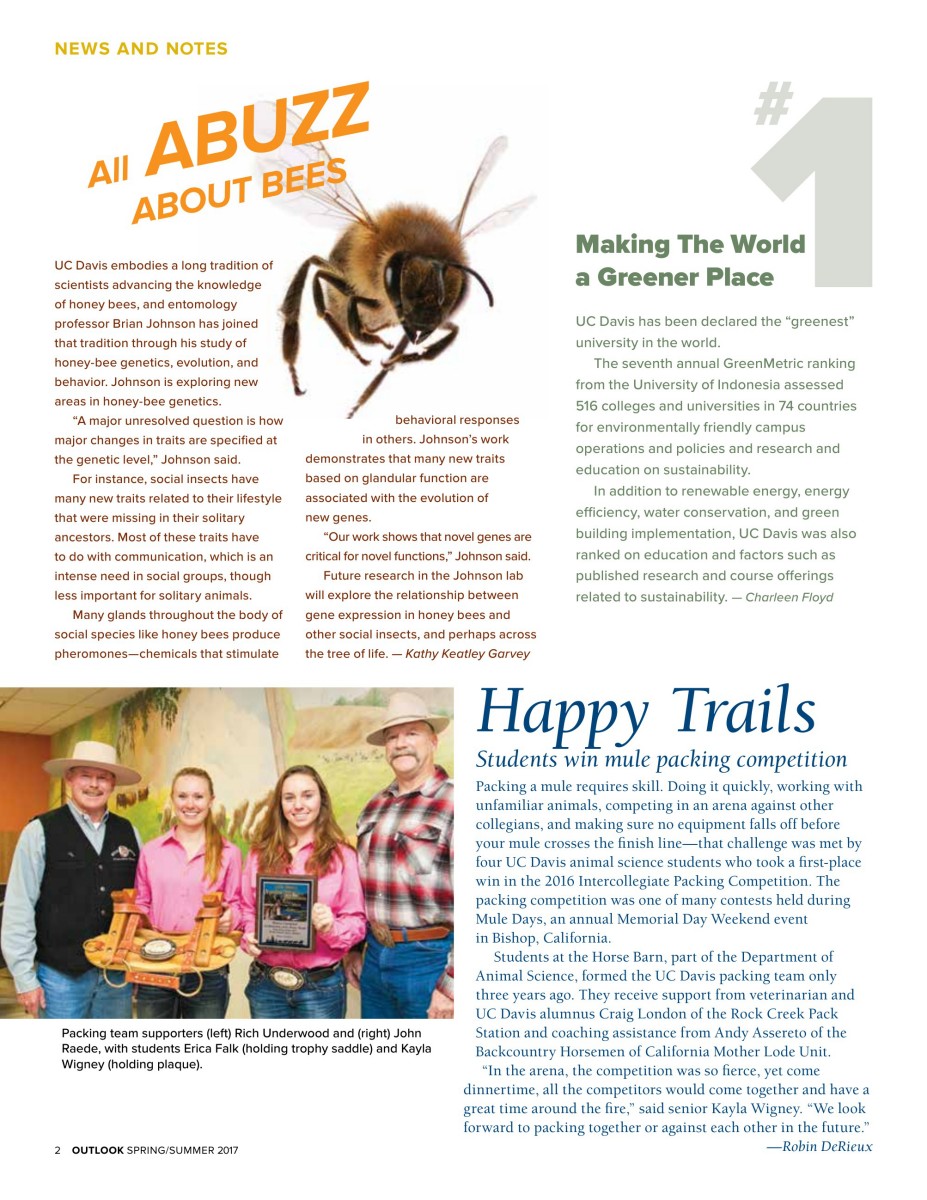 NEWS AND NOTES
All ABUZZ
ABOUT BEES
UC Davis embodies a long tradition of
scientists advancing the knowledge
of honey bees, and entomology
professor Brian Johnson has joined
that tradition through his study of
honey-bee genetics, evolution, and
behavior. Johnson is exploring new
areas in honey-bee genetics.
“A major unresolved question is how
major changes in traits are specified at
the genetic level,” Johnson said.
For instance, social insects have
many new traits related to their lifestyle
that were missing in their solitary
ancestors. Most of these traits have
to do with communication, which is an
intense need in social groups, though
less important for solitary animals.
Many glands throughout the body of
social species like honey bees produce
pheromones—chemicals that stimulate
behavioral responses
in others. Johnson’s work
demonstrates that many new traits
based on glandular function are
associated with the evolution of
new genes.
“Our work shows that novel genes are
critical for novel functions,” Johnson said.
Future research in the Johnson lab
will explore the relationship between
gene expression in honey bees and
other social insects, and perhaps across
the tree of life. — Kathy Keatley Garvey
#1
Making The World
a Greener Place
UC Davis has been declared the “greenest”
university in the world.
The seventh annual GreenMetric ranking
from the University of Indonesia assessed
516 colleges and universities in 74 countries
for environmentally friendly campus
operations and policies and research and
education on sustainability.
In addition to renewable energy, energy
efficiency, water conservation, and green
building implementation, UC Davis was also
ranked on education and factors such as
published research and course offerings
related to sustainability. — Charleen Floyd
Happy Trails
Students win mule packing competition
Packing a mule requires skill. Doing it quickly, working with
unfamiliar animals, competing in an arena against other
collegians, and making sure no equipment falls off before
your mule crosses the finish line—that challenge was met by
four UC Davis animal science students who took a first-place
win in the 2016 Intercollegiate Packing Competition. The
packing competition was one of many contests held during
Mule Days, an annual Memorial Day Weekend event
in Bishop, California.
Students at the Horse Barn, part of the Department of
Animal Science, formed the UC Davis packing team only
three years ago. They receive support from veterinarian and
UC Davis alumnus Craig London of the Rock Creek Pack
Station and coaching assistance from Andy Assereto of the
Backcountry Horsemen of California Mother Lode Unit.
“In the arena, the competition was so fierce, yet come
dinnertime, all the competitors would come together and have a
great time around the fire,” said senior Kayla Wigney. “We look
forward to packing together or against each other in the future.”
—Robin DeRieux
Packing team supporters (left) Rich Underwood and (right) John
Raede, with students Erica Falk (holding trophy saddle) and Kayla
Wigney (holding plaque).
2 OUTLOOK SPRING/SUMMER 2017